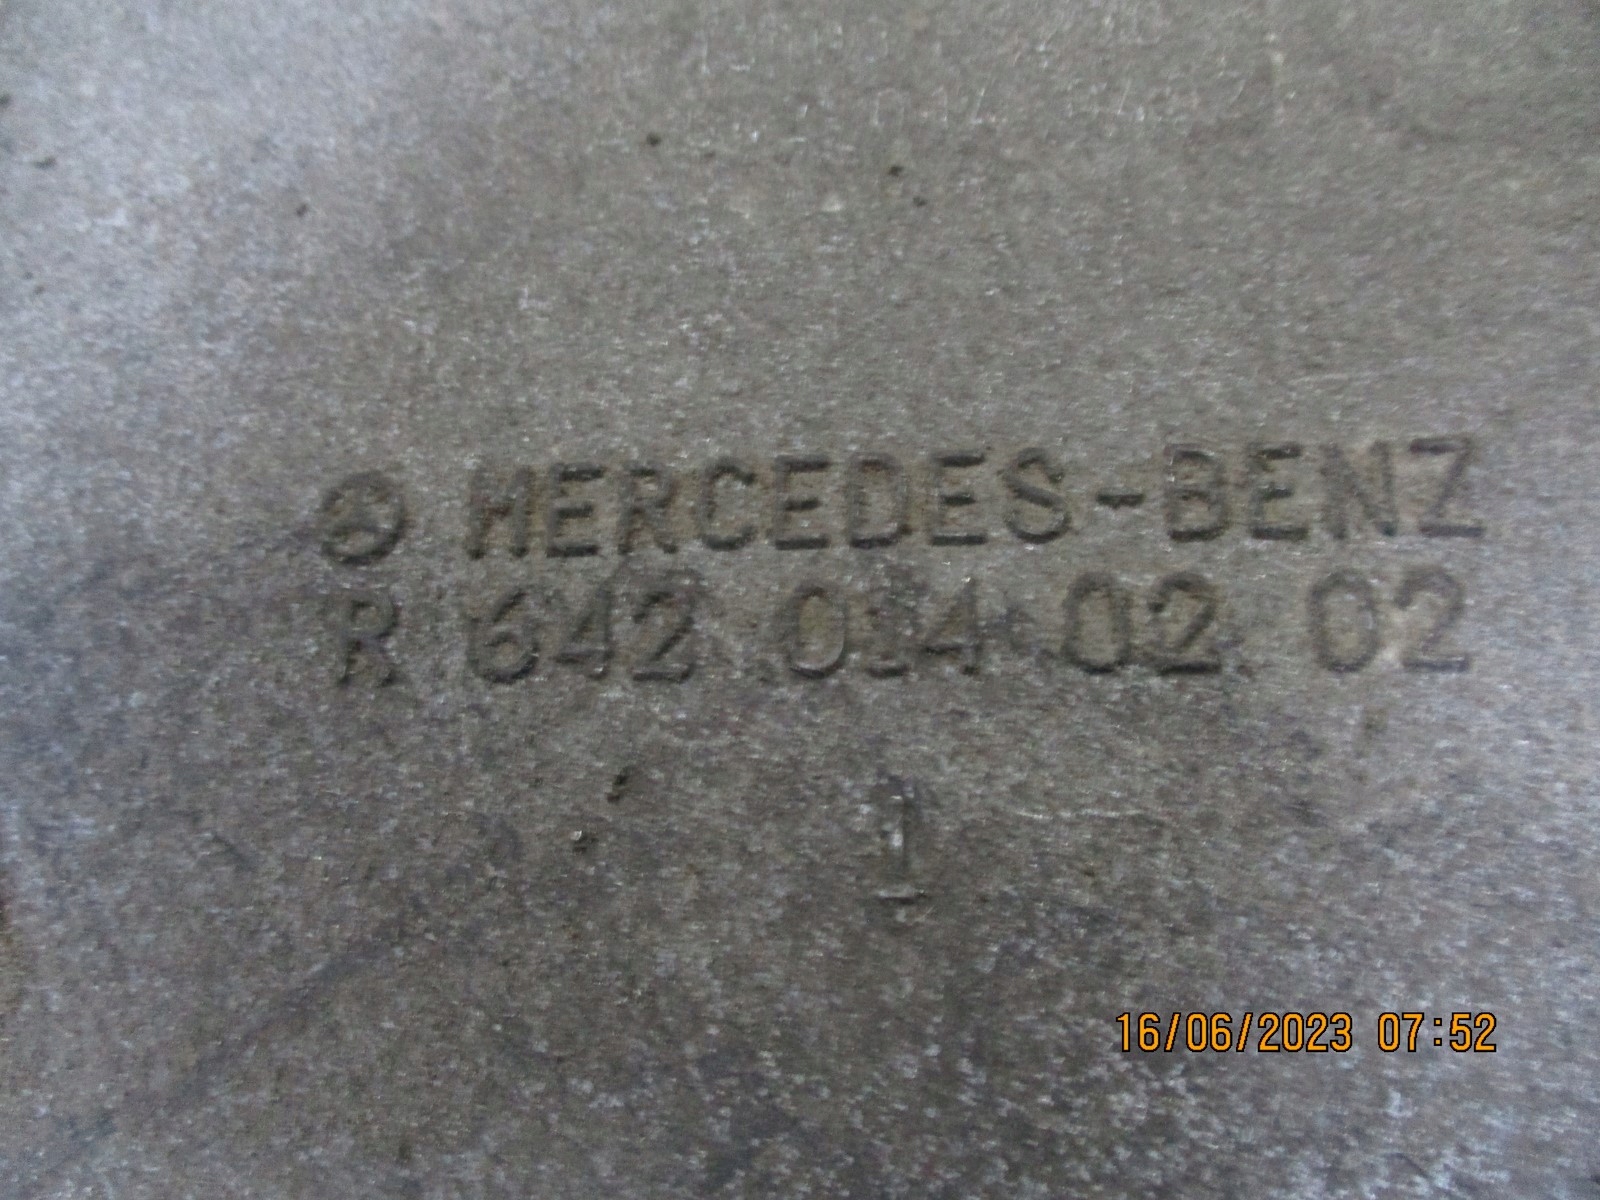 MERCEDES-BENZ
R 642 014 02 02
1
16/06/2023 07:52